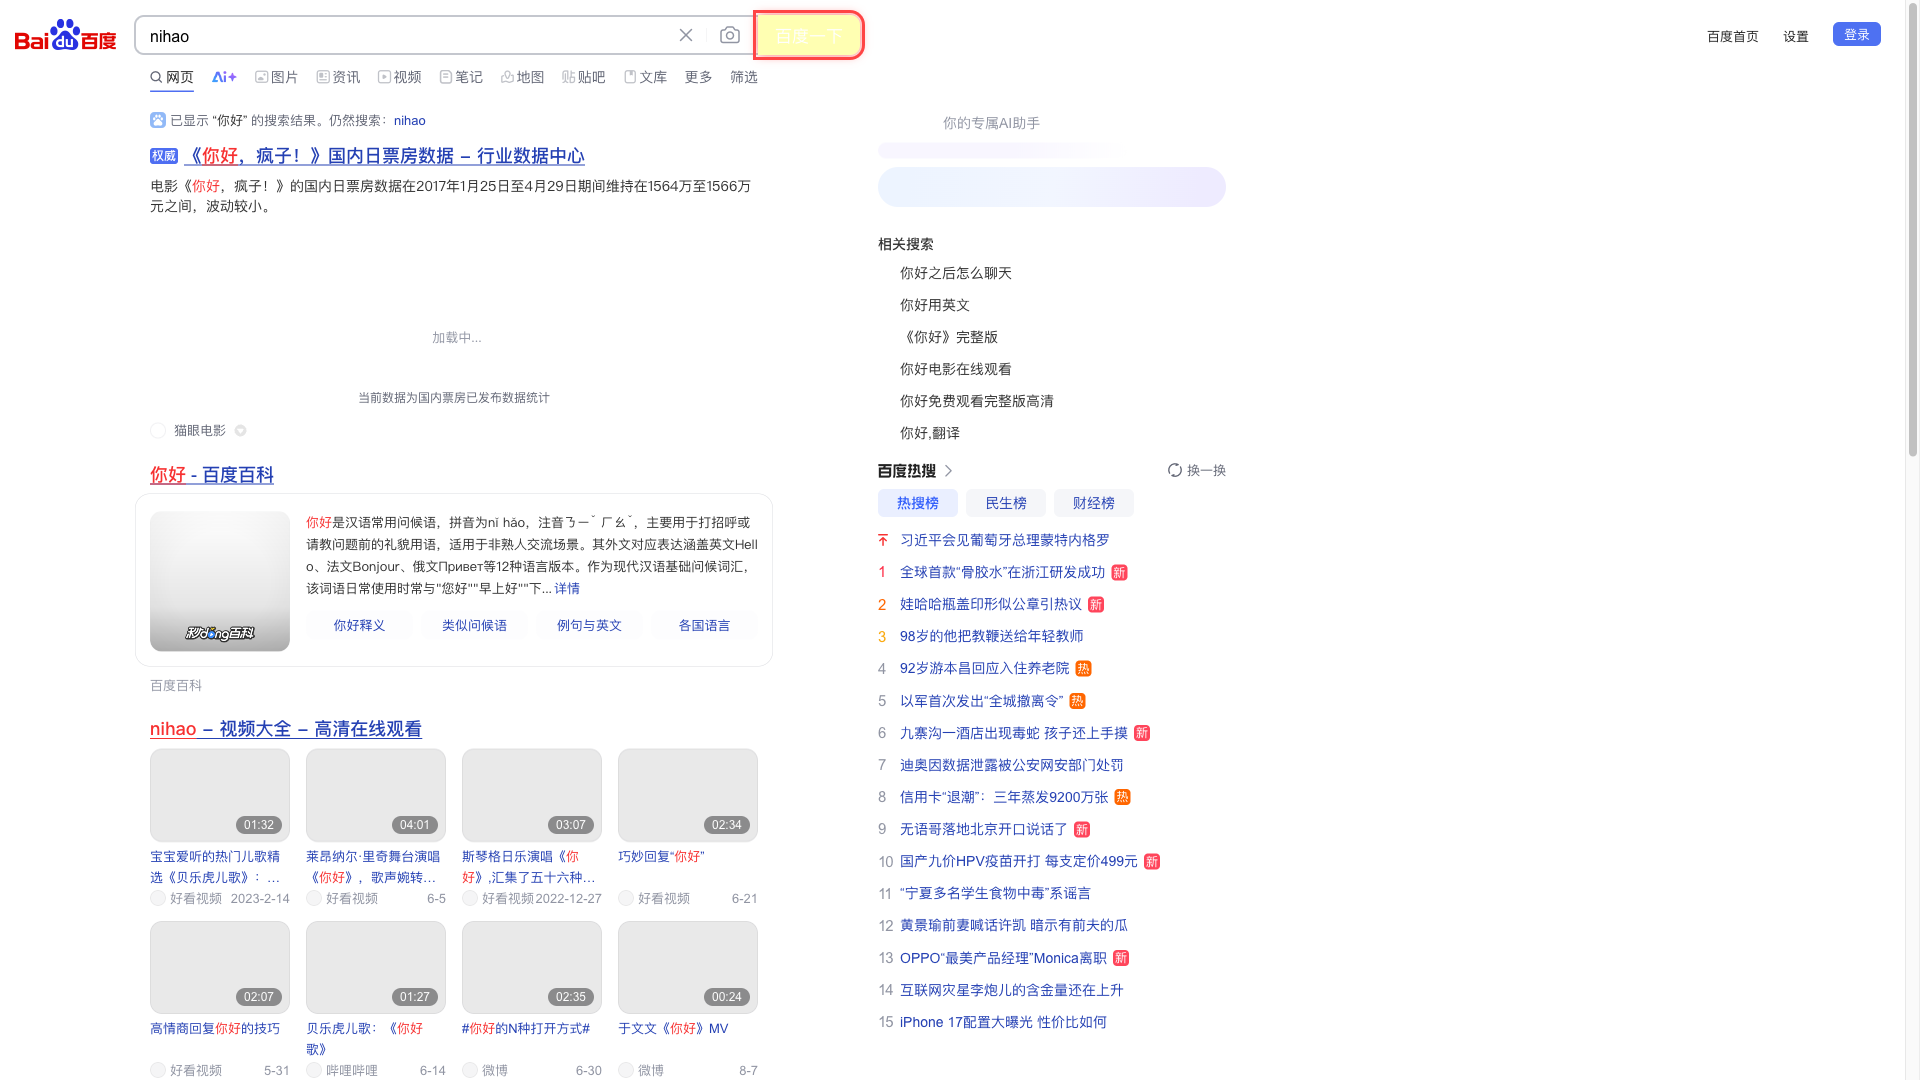 Bai du 百度
nihao
百度一下
百度首页 设置 登录
网页 Ai+ 图片 资讯 视频 笔记 地图 贴吧 文库 更多 筛选
已显示 “你好” 的搜索结果。仍然搜索：nihao
权威 《你好，疯子！》国内日票房数据 – 行业数据中心
电影《你好，疯子！》的国内日票房数据在2017年1月25日至4月29日期间维持在1564万至1566万
元之间，波动较小。
加载中...
当前数据为国内票房已发布数据统计
猫眼电影
你好 - 百度百科
你好是汉语常用问候语，拼音为nǐ hǎo，注音ㄋㄧˇ ㄏㄠˇ，主要用于打招呼或
请教问题前的礼貌用语，适用于非熟人交流场景。其外文对应表达涵盖英文Hell
o、法文Bonjour、俄文Привет等12种语言版本。作为现代汉语基础问候词汇，
该词语日常使用时常与"您好""早上好""下... 详情
秒dong百科
你好释义 类似问候语 例句与英文 各国语言
百度百科
nihao – 视频大全 – 高清在线观看
01:32 04:01 03:07 02:34
宝宝爱听的热门儿歌精
选《贝乐虎儿歌》：...
好看视频 2023-2-14
莱昂纳尔·里奇舞台演唱
《你好》，歌声婉转...
好看视频 6-5
斯琴格日乐演唱《你
好》,汇集了五十六种...
好看视频 2022-12-27
巧妙回复“你好”
好看视频 6-21
02:07 01:27 02:35 00:24
高情商回复你好的技巧
好看视频 5-31
贝乐虎儿歌：《你好
歌》
哔哩哔哩 6-14
#你好的N种打开方式#
微博 6-30
于文文《你好》MV
微博 8-7
你的专属AI助手
相关搜索
你好之后怎么聊天
你好用英文
《你好》完整版
你好电影在线观看
你好免费观看完整版高清
你好,翻译
百度热搜 换一换
热搜榜 民生榜 财经榜
习近平会见葡萄牙总理蒙特内格罗
1 全球首款“骨胶水”在浙江研发成功 新
2 娃哈哈瓶盖印形似公章引热议 新
3 98岁的他把教鞭送给年轻教师
4 92岁游本昌回应入住养老院 热
5 以军首次发出“全城撤离令” 热
6 九寨沟一酒店出现毒蛇 孩子还上手摸 新
7 迪奥因数据泄露被公安网安部门处罚
8 信用卡“退潮”：三年蒸发9200万张 热
9 无语哥落地北京开口说话了 新
10 国产九价HPV疫苗开打 每支定价499元 新
11 “宁夏多名学生食物中毒”系谣言
12 黄景瑜前妻喊话许凯 暗示有前夫的瓜
13 OPPO“最美产品经理”Monica离职 新
14 互联网灾星李炮儿的含金量还在上升
15 iPhone 17配置大曝光 性价比如何